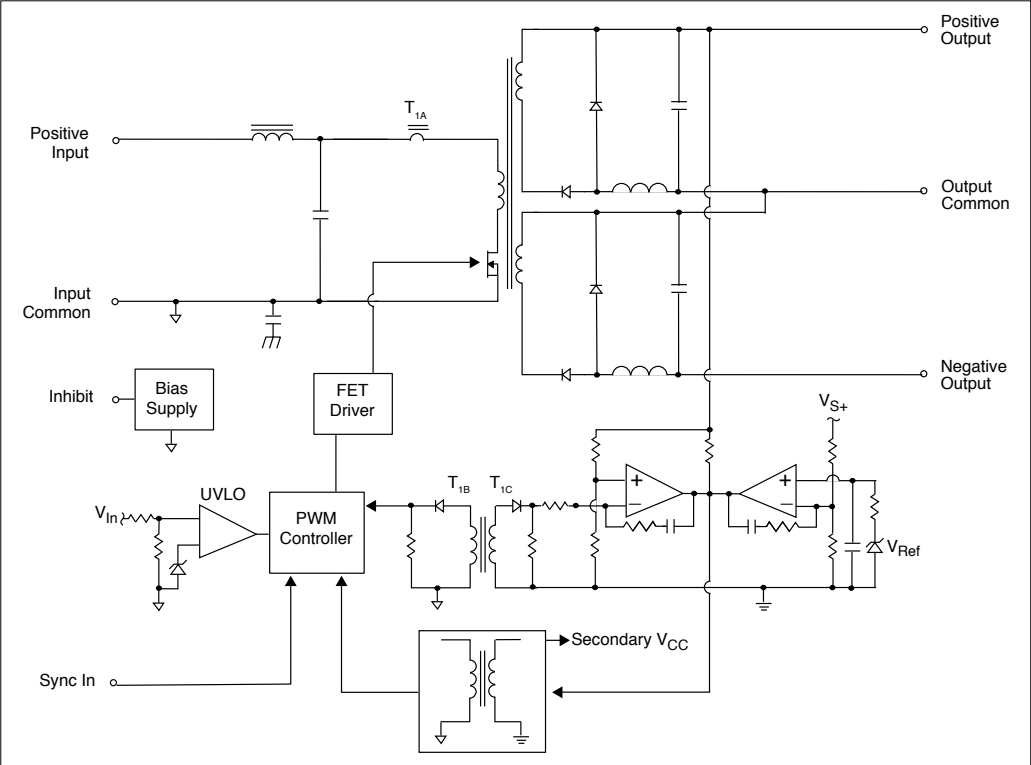 Positive
Output
T1A
Positive
Input
Output
Common
Input
Common
Negative
Output
Inhibit
Bias
Supply
FET
Driver
VS+
T1B
T1C
+
–
+
–
UVLO
VIn
PWM
Controller
VRef
Secondary VCC
Sync In